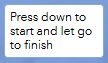 Press down to
start and let go
to finish